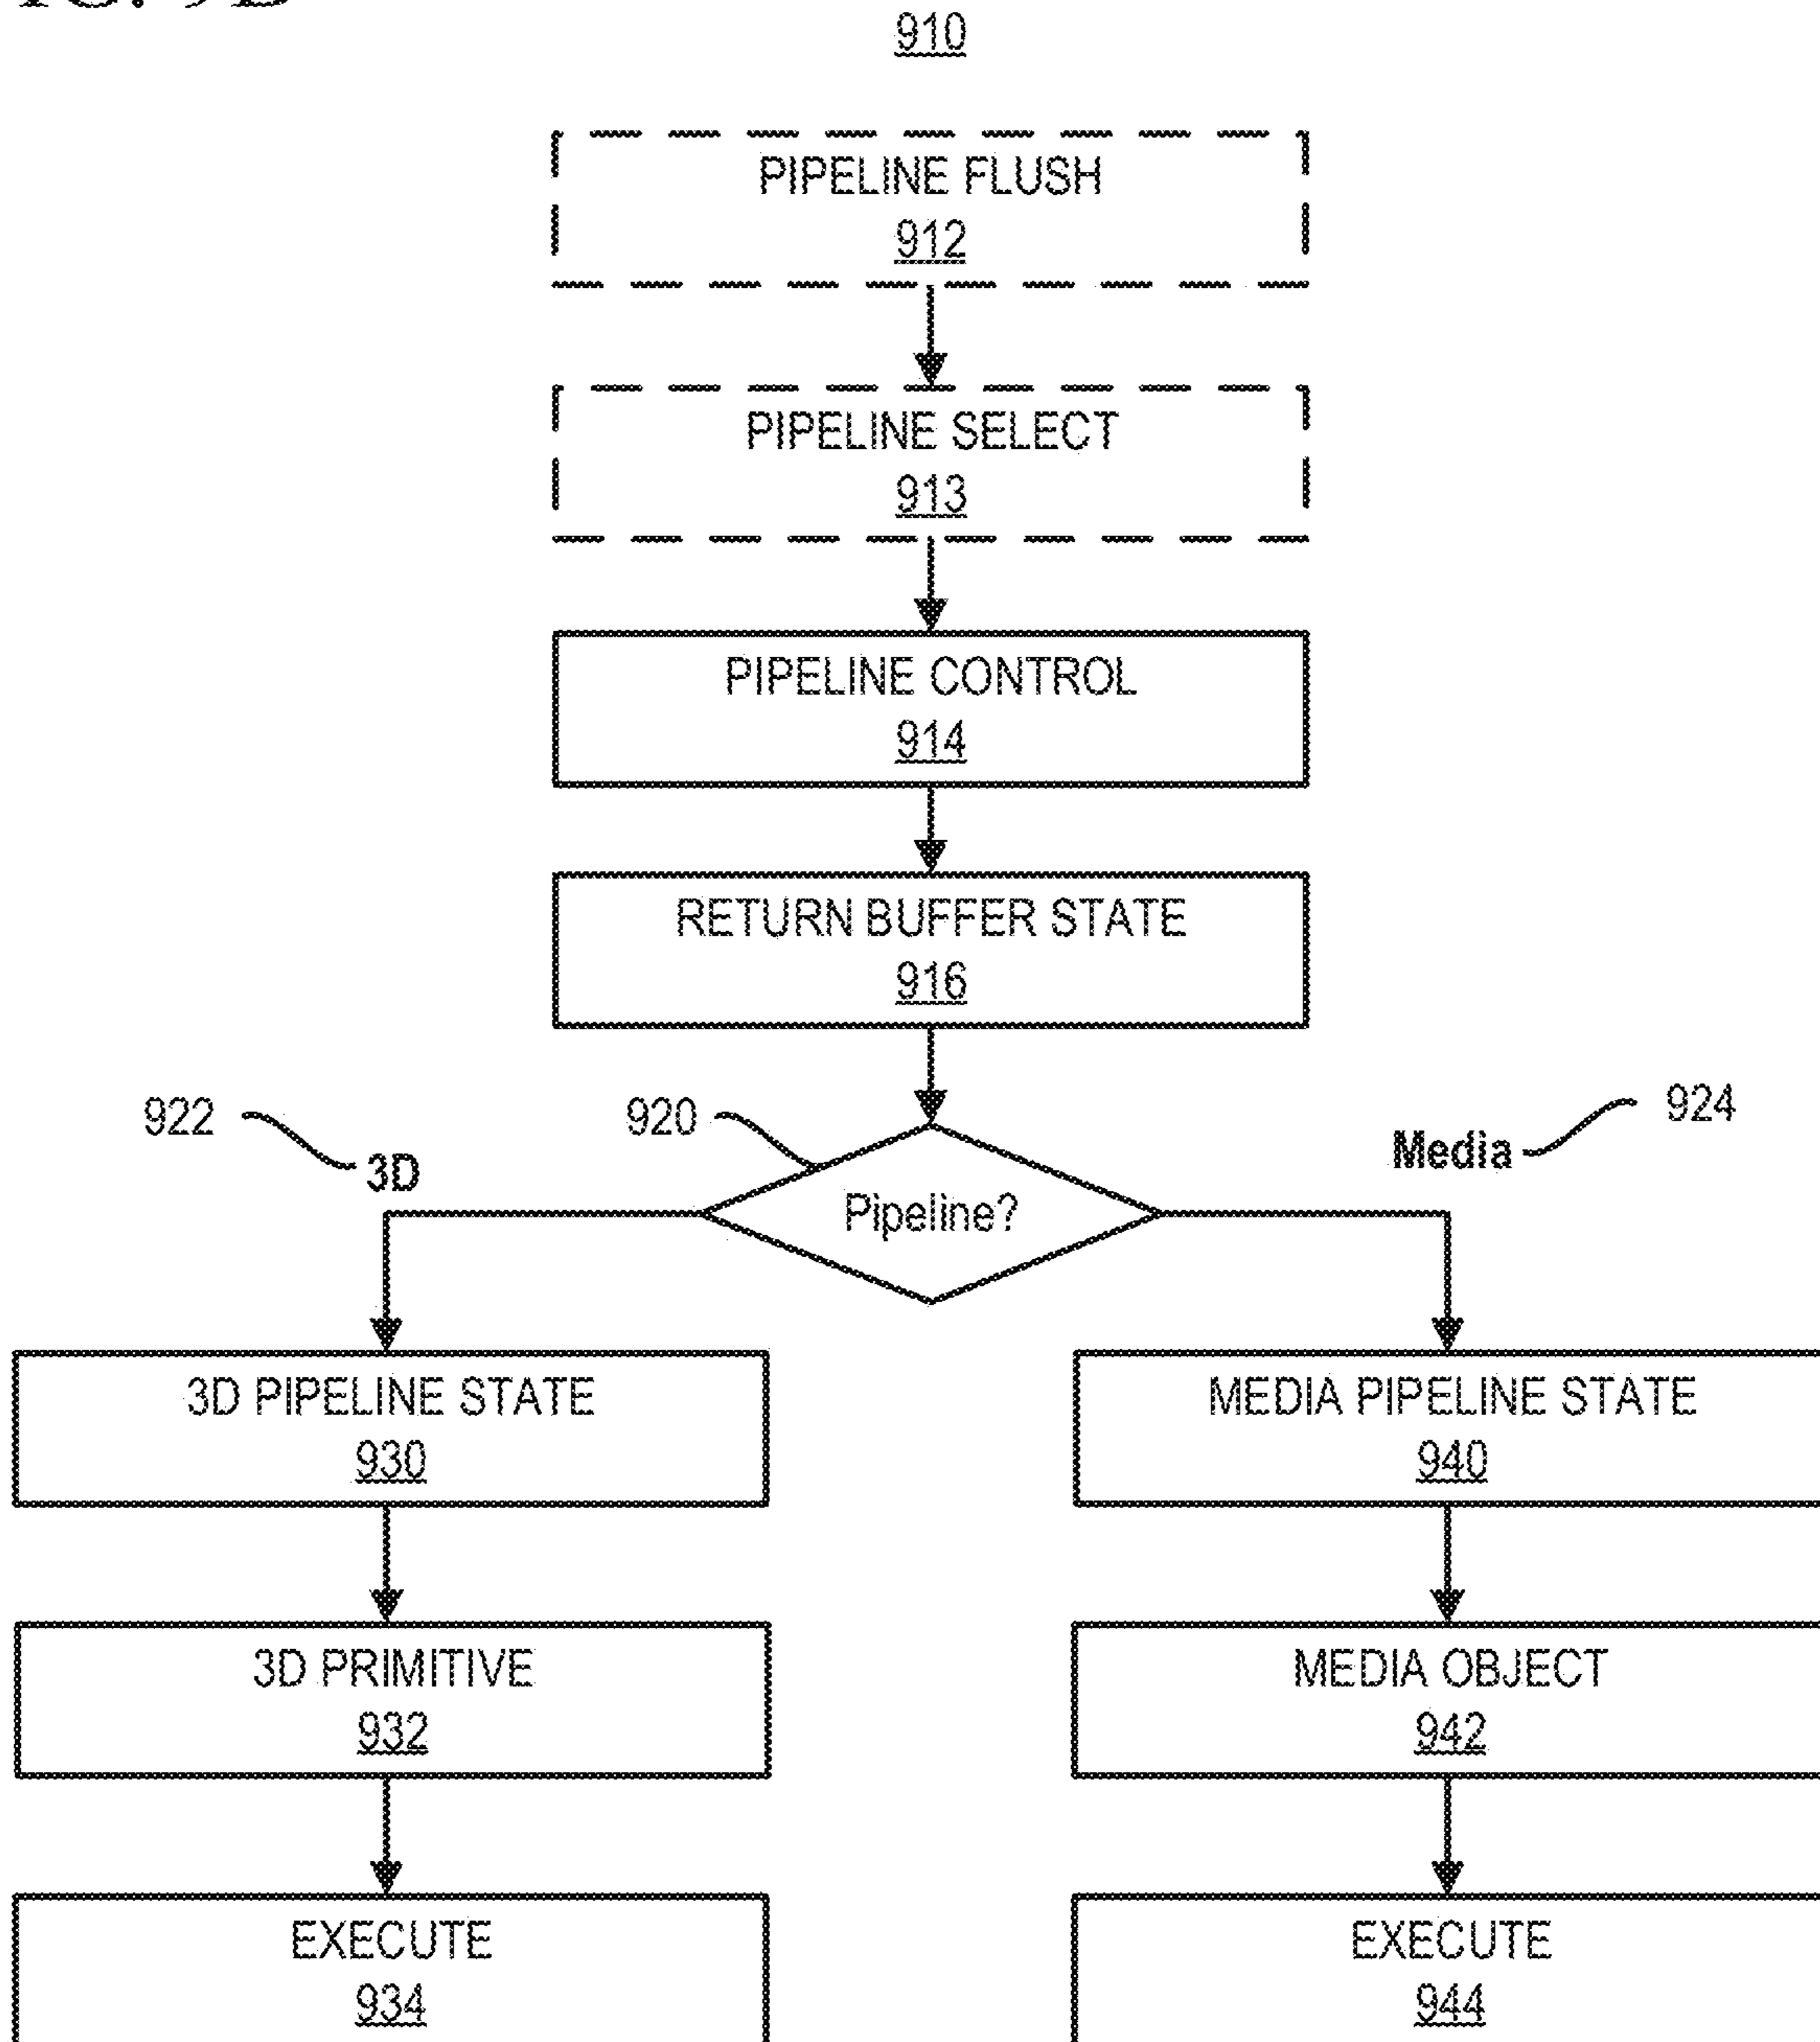 910
PIPELINE FLUSH
912
PIPELINE SELECT
913
PIPELINE CONTROL
914
RETURN BUFFER STATE
916
922
920
924
3D
Media
Pipeline?
3D PIPELINE STATE
930
MEDIA PIPELINE STATE
940
3D PRIMITIVE
932
MEDIA OBJECT
942
EXECUTE
934
EXECUTE
944